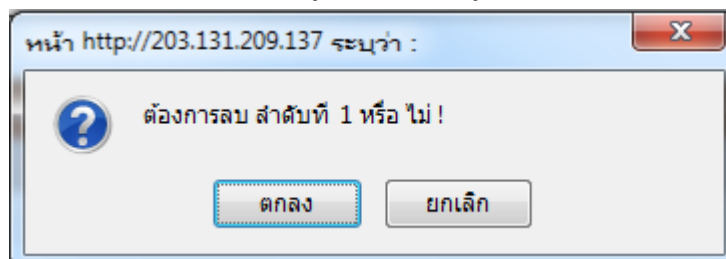 หน้า http://203.131.209.137 ระบุว่า :
ต้องการลบ ลำดับที่ 1 หรือ ไม่ !
ตกลง ยกเลิก